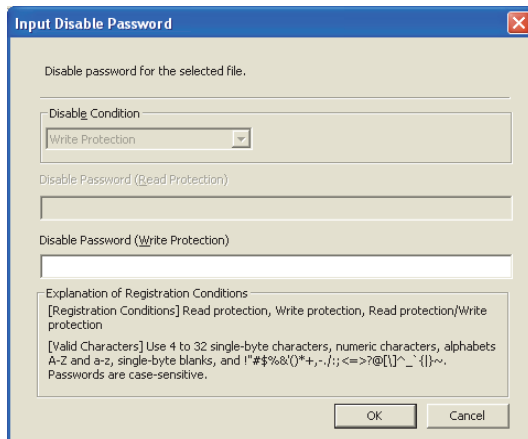 Input Disable Password
Disable password for the selected file.
Disable Condition
Write Protection
Disable Password (Read Protection)
Disable Password (Write Protection)
Explanation of Registration Conditions
[Registration Conditions] Read protection, Write protection, Read protection/Write
protection
[Valid Characters] Use 4 to 32 single-byte characters, numeric characters, alphabets
A-Z and a-z, single-byte blanks, and !"#$%&'()*+,-./:;<=>?@[\]^_`{|}~.
Passwords are case-sensitive.
OK
Cancel